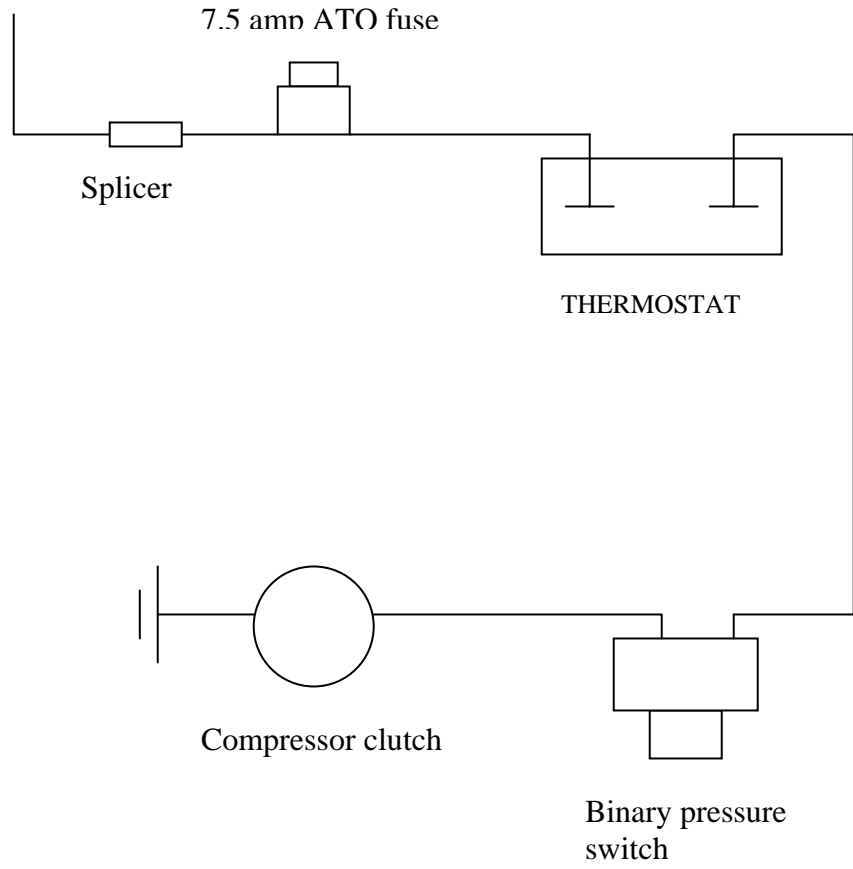 7.5 amp ATO fuse
Splicer
THERMOSTAT
Compressor clutch
Binary pressure
switch